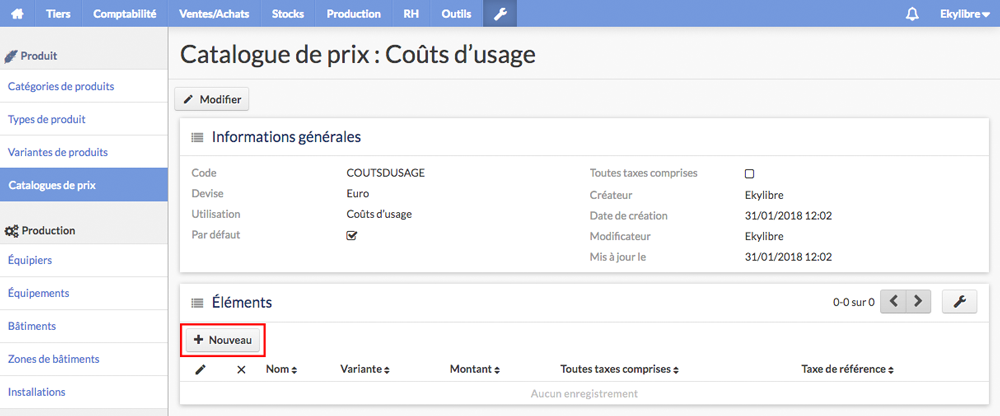 Tiers Comptabilité Ventes/Achats Stocks Production RH Outils Ekylibre
Produit
Catégories de produits
Types de produit
Variantes de produits
Catalogues de prix
Production
Équipiers
Équipements
Bâtiments
Zones de bâtiments
Installations
Catalogue de prix : Coûts d’usage
Modifier
Informations générales
Code COUTSDUSAGE
Devise Euro
Utilisation Coûts d’usage
Par défaut
Toutes taxes comprises
Créateur Ekylibre
Date de création 31/01/2018 12:02
Modificateur Ekylibre
Mis à jour le 31/01/2018 12:02
Éléments 0-0 sur 0
Nouveau
Nom Variante Montant Toutes taxes comprises Taxe de référence
Aucun enregistrement